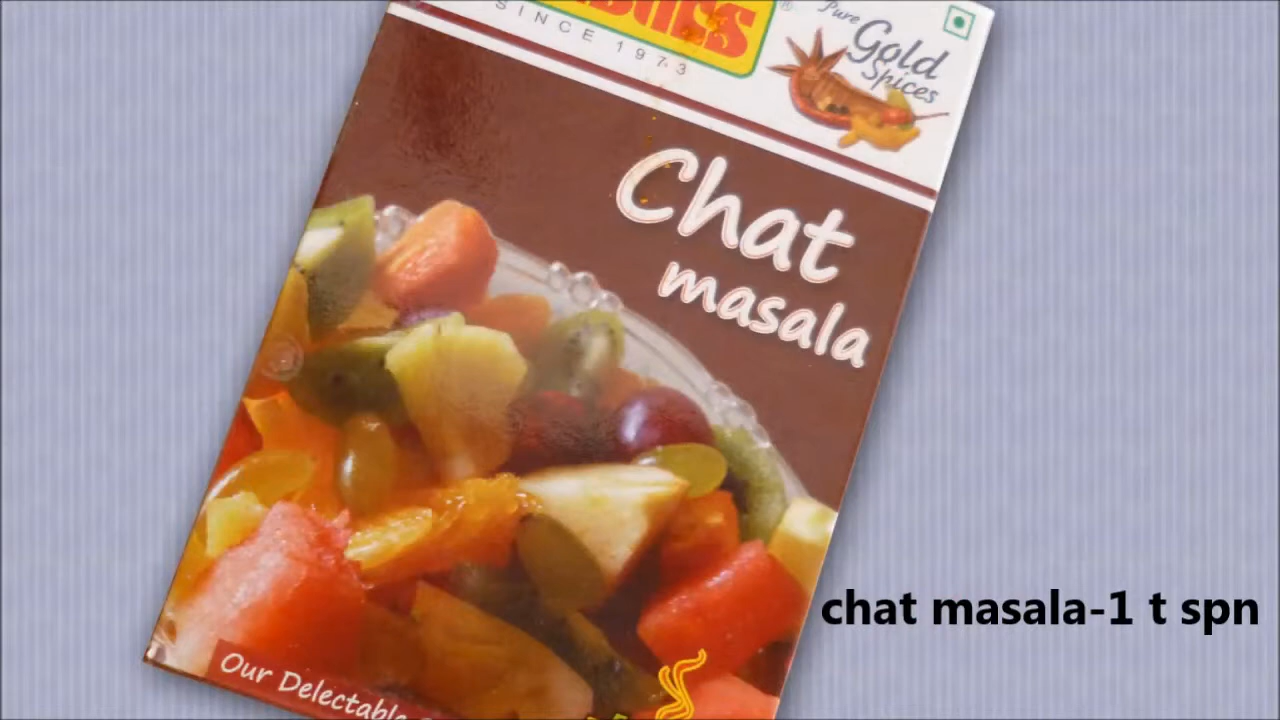 SINCE 1973
Pure
Gold
Spices
Chat
masala
chat masala-1 t spn
Our Delectable